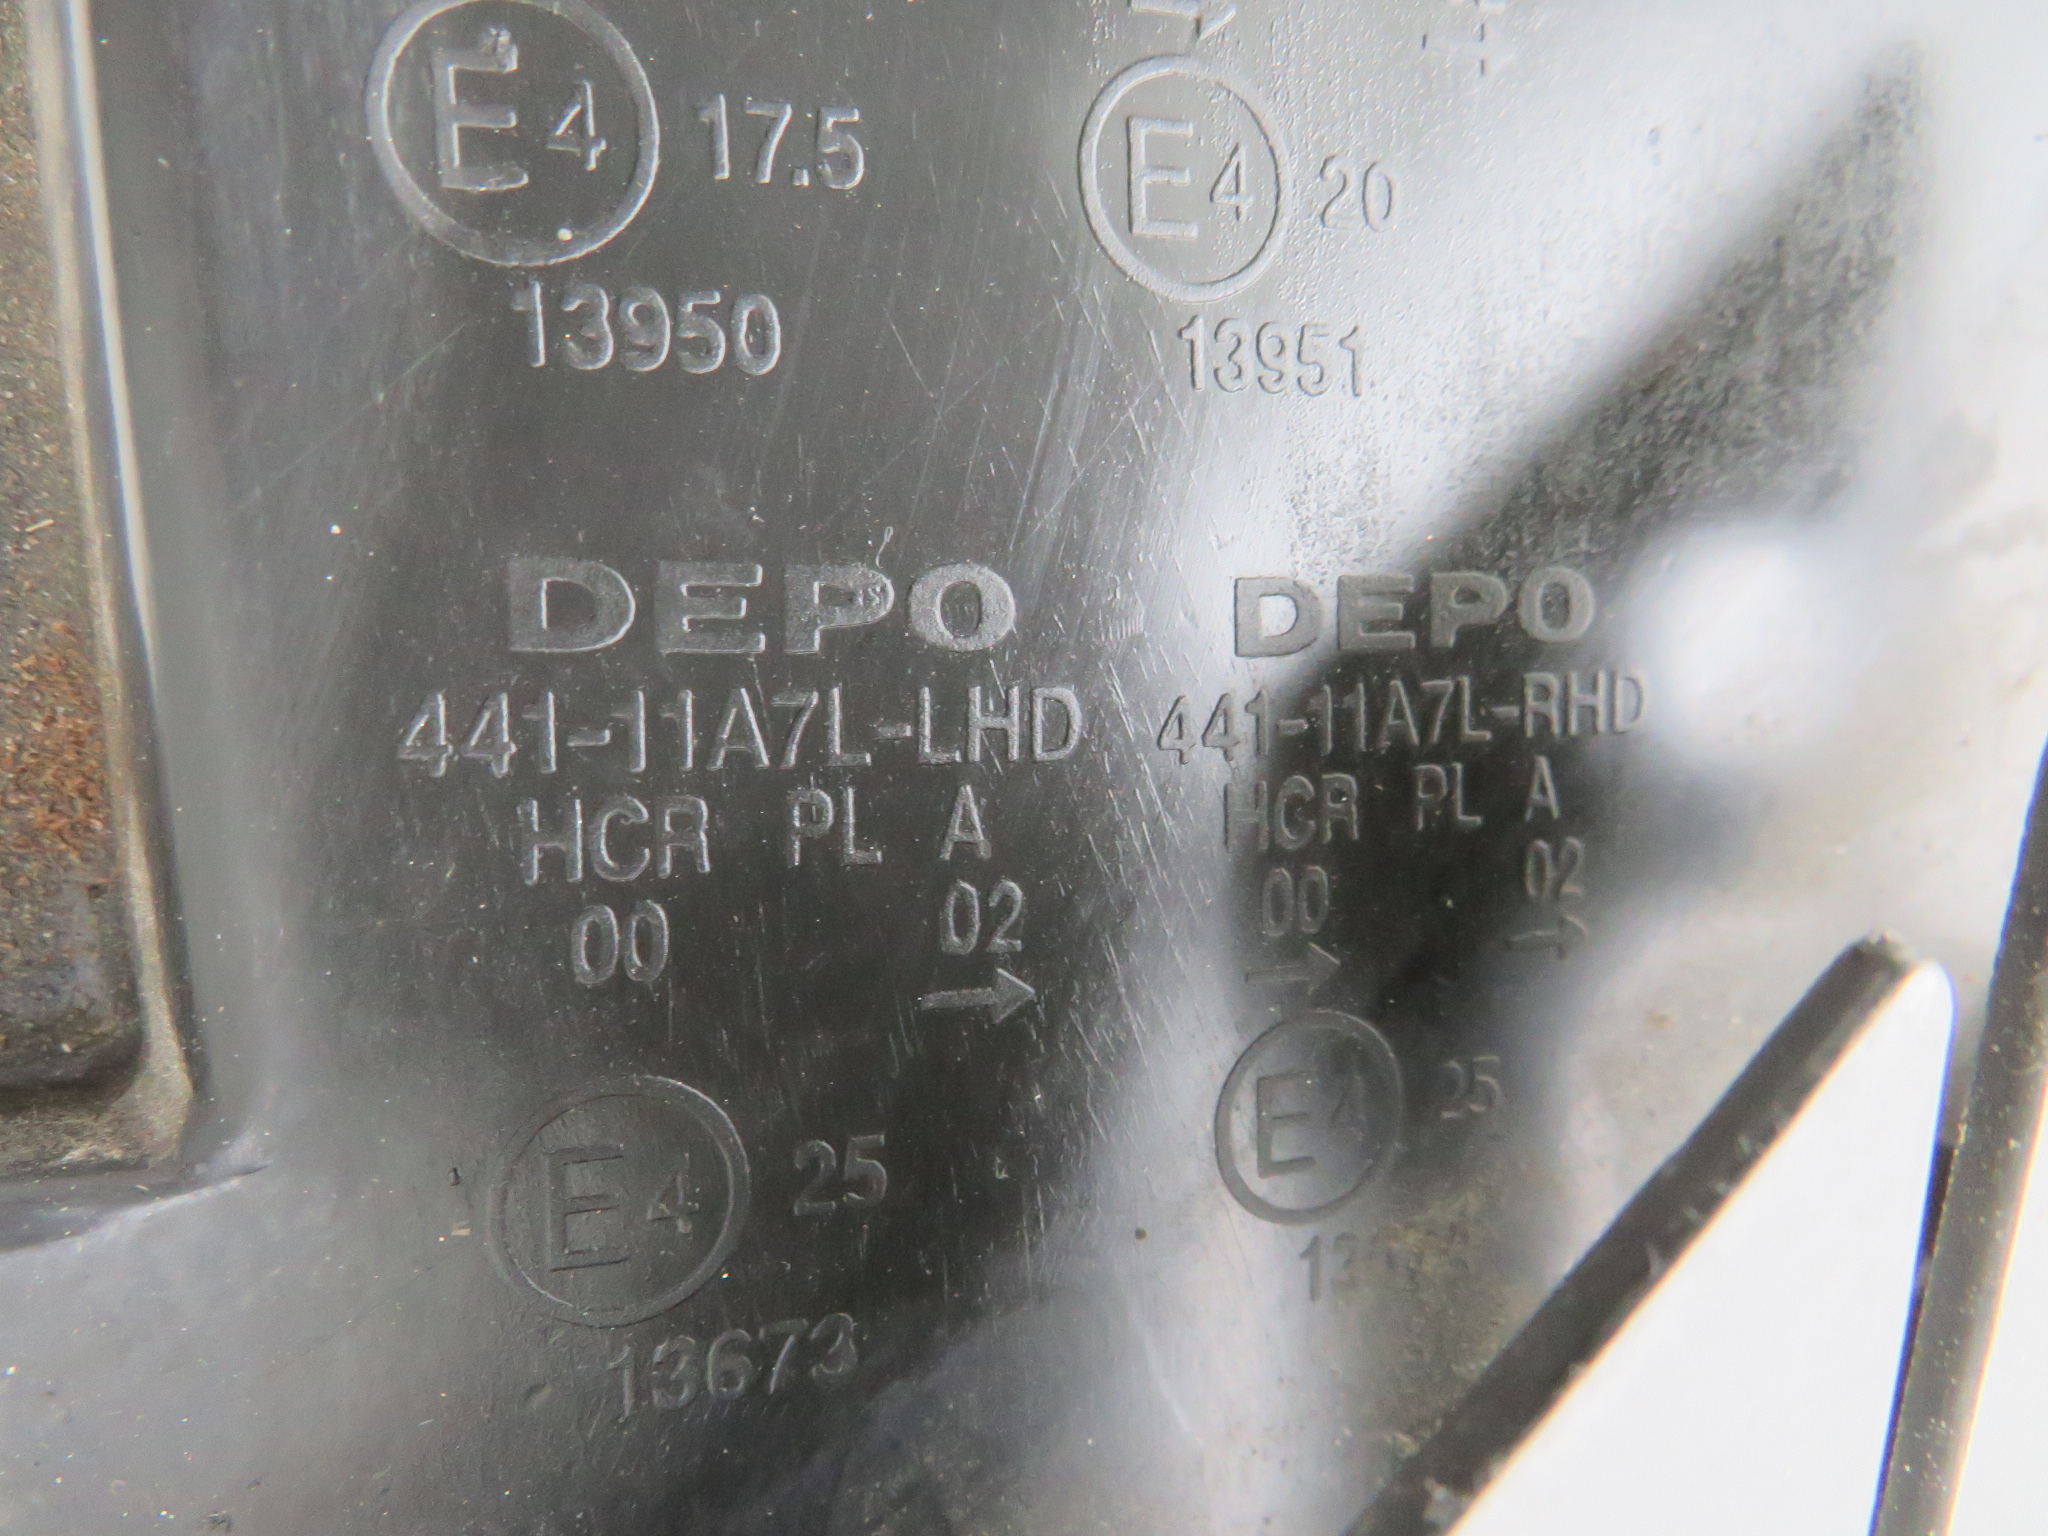 E4 17.5
13950
E4 20
13951
DEPO
441-11A7L-LHD
HCR PL A
00 02
→
E4 25
13673
DEPO
441-11A7L-RHD
HCR PL A
00 02
→ →
E4 25